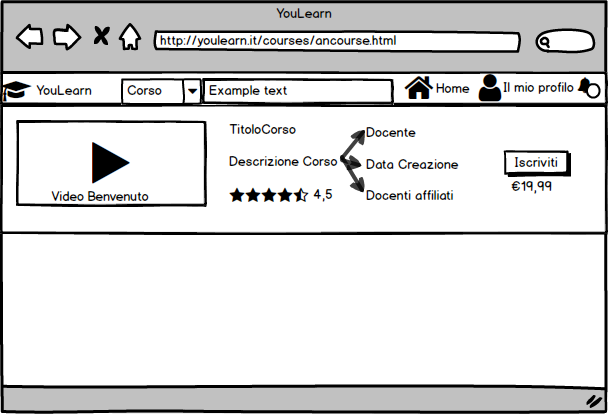 YouLearn
http://youlearn.it/courses/ancourse.html
YouLearn
Corso
Example text
Home
Il mio profilo
TitoloCorso
Descrizione Corso
4,5
Docente
Data Creazione
Docenti affiliati
Iscriviti
€19,99
Video Benvenuto